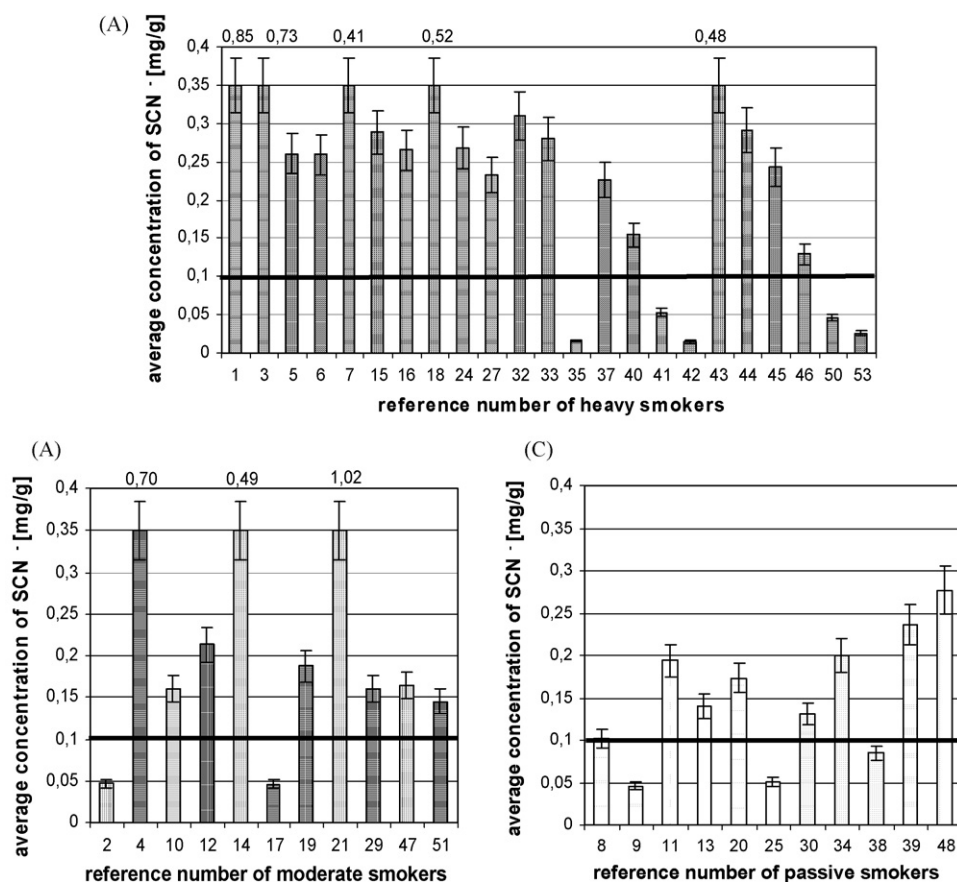 (A)
0,85 0,73 0,41 0,52 0,48
average concentration of SCN - [mg/g]
0,4
0,35
0,3
0,25
0,2
0,15
0,1
0,05
0
1 3 5 6 7 15 16 18 24 27 32 33 35 37 40 41 42 43 44 45 46 50 53
reference number of heavy smokers
(A)
0,70 0,49 1,02
average concentration of SCN - [mg/g]
0,4
0,35
0,3
0,25
0,2
0,15
0,1
0,05
0
2 4 10 12 14 17 19 21 29 47 51
reference number of moderate smokers
(C)
average concentration of SCN - [mg/g]
0,4
0,35
0,3
0,25
0,2
0,15
0,1
0,05
0
8 9 11 13 20 25 30 34 38 39 48
reference number of passive smokers